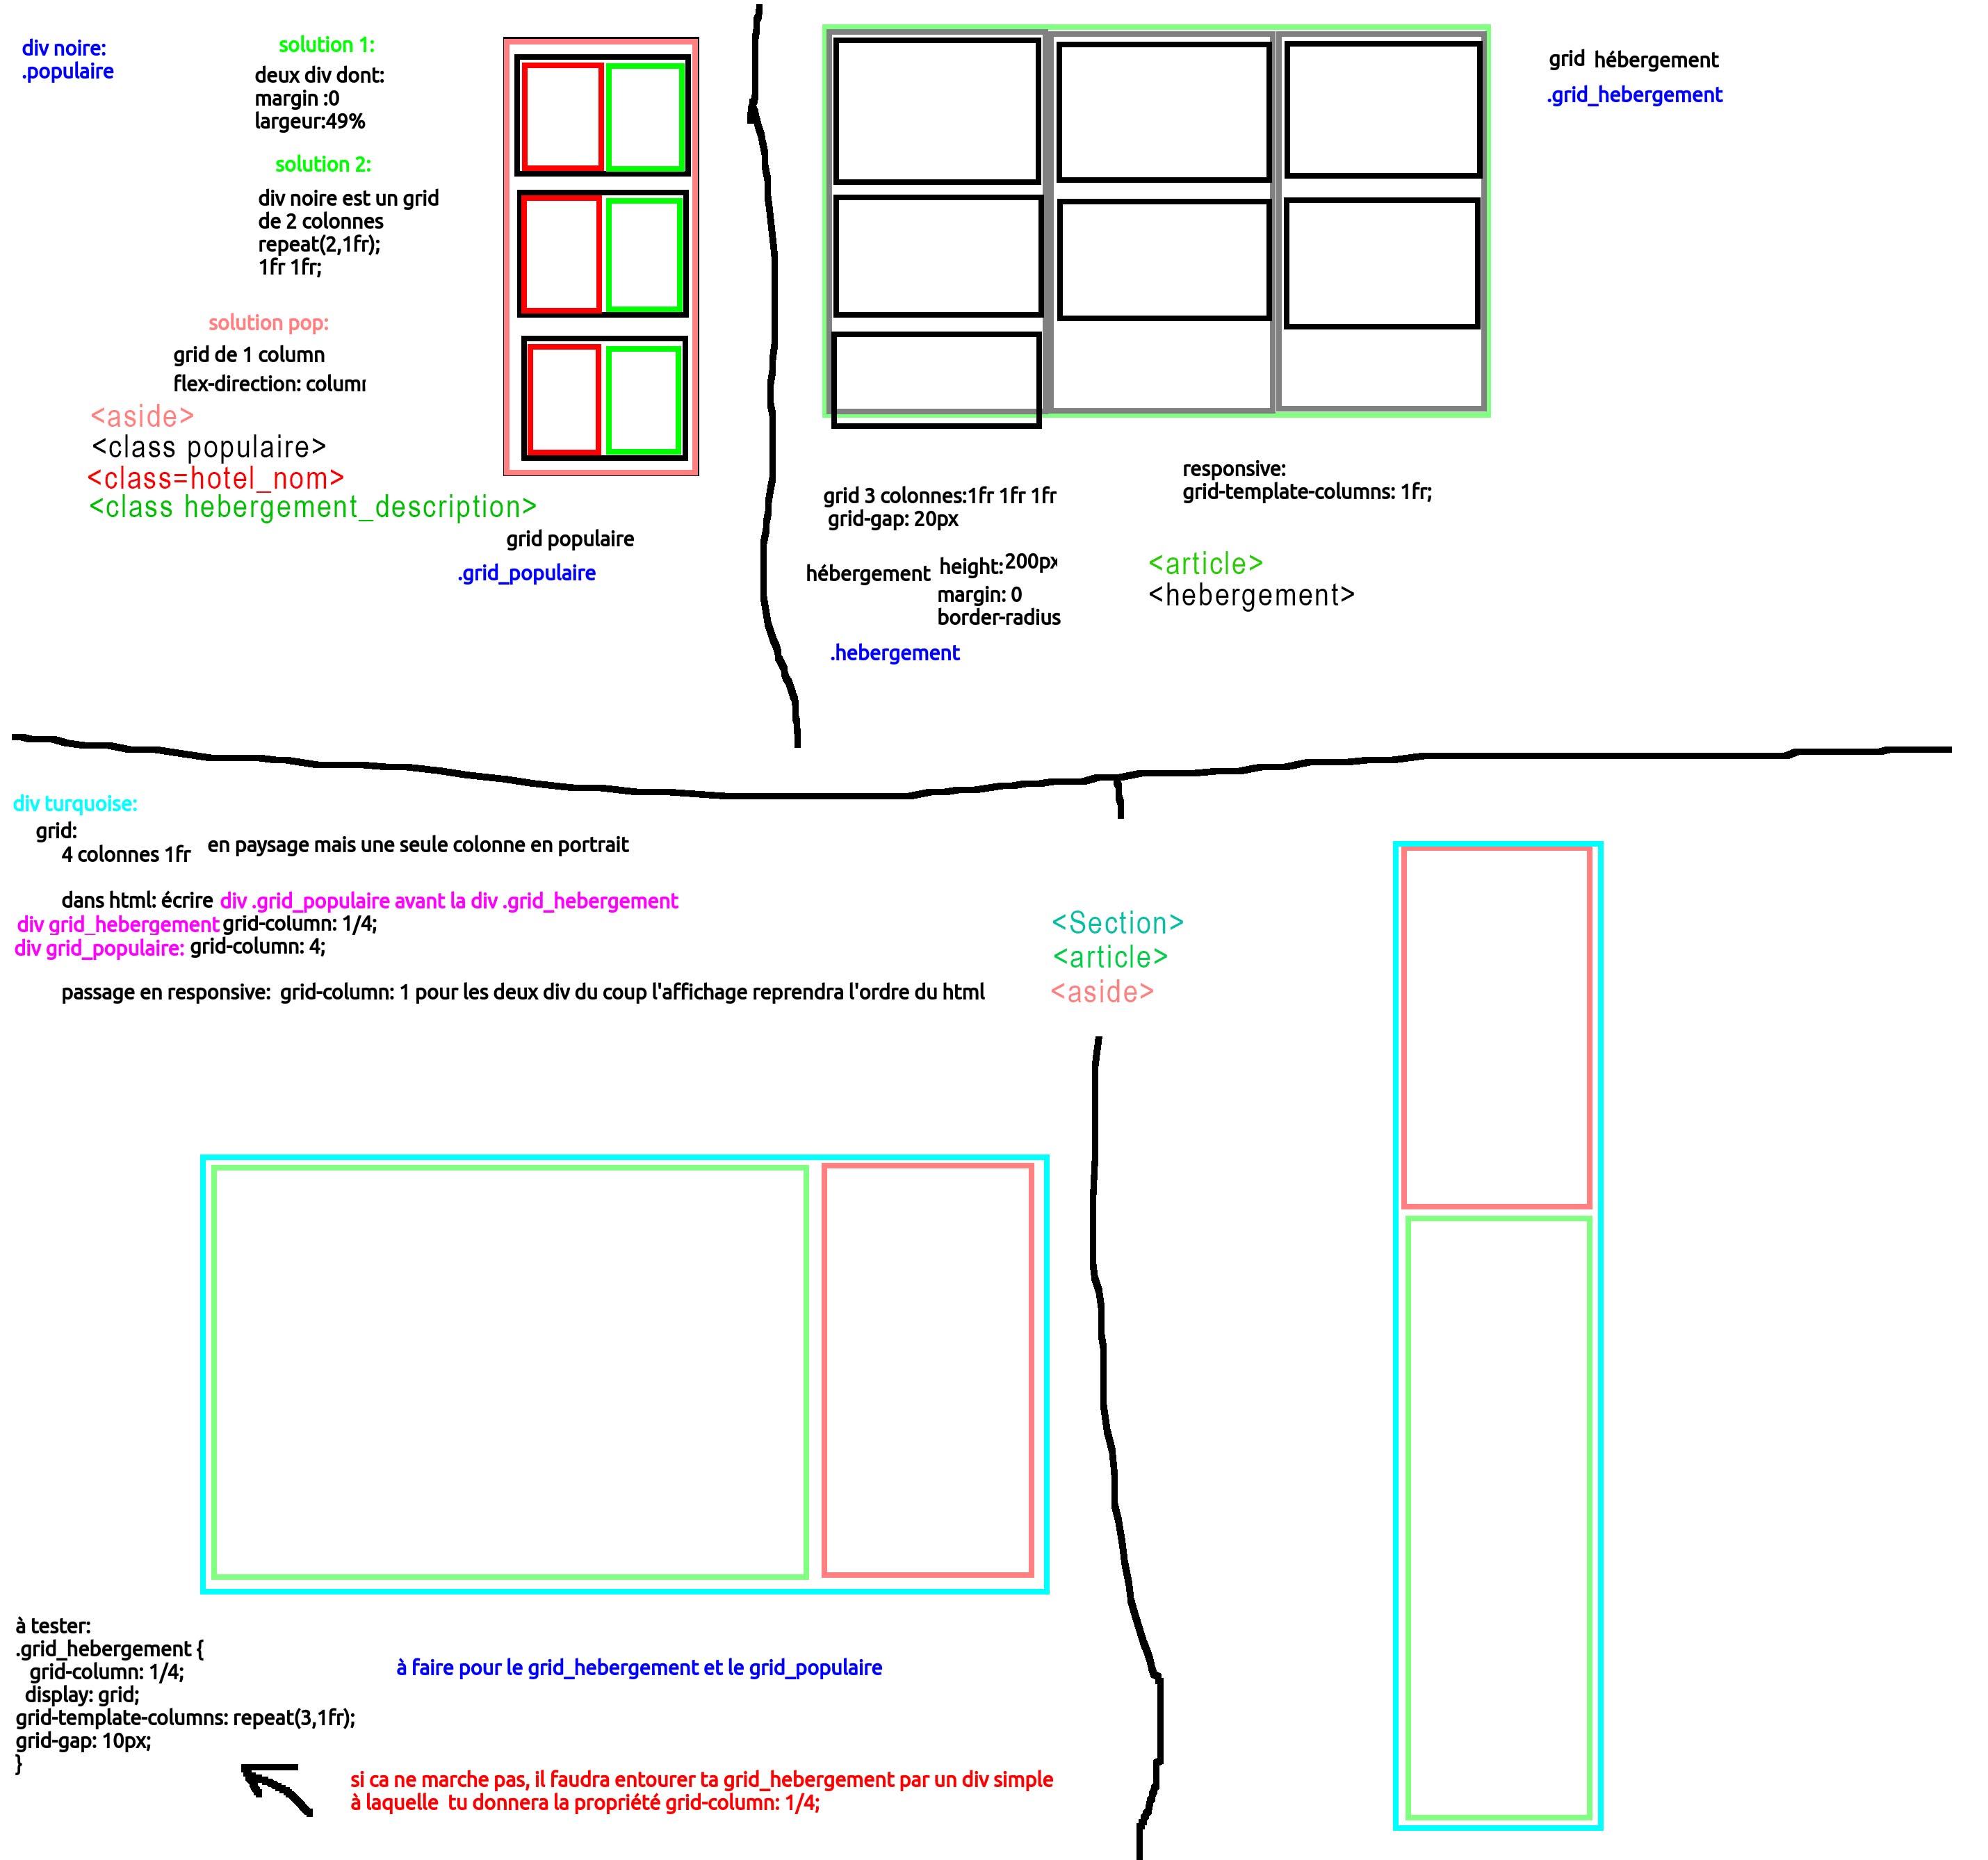 div noire:
.populaire
solution 1:
deux div dont:
margin :0
largeur:49%
solution 2:
div noire est un grid
de 2 colonnes
repeat(2,1fr);
1fr 1fr;
solution pop:
grid de 1 column
flex-direction: column
<aside>
<class populaire>
<class=hotel_nom>
<class hebergement_description>
grid populaire
.grid_populaire
grid hébergement
.grid_hebergement
grid 3 colonnes:1fr 1fr 1fr
grid-gap: 20px
hébergement height:200px
margin: 0
border-radius
.hebergement
responsive:
grid-template-columns: 1fr;
<article>
<hebergement>
div turquoise:
grid:
4 colonnes 1fr en paysage mais une seule colonne en portrait
dans html: écrire div .grid_populaire avant la div .grid_hebergement
div grid_hebergement grid-column: 1/4;
div grid_populaire: grid-column: 4;
passage en responsive: grid-column: 1 pour les deux div du coup l'affichage reprendra l'ordre du html
<Section>
<article>
<aside>
à tester:
.grid_hebergement {
grid-column: 1/4;
display: grid;
grid-template-columns: repeat(3,1fr);
grid-gap: 10px;
}
à faire pour le grid_hebergement et le grid_populaire
si ca ne marche pas, il faudra entourer ta grid_hebergement par un div simple
à laquelle tu donnera la propriété grid-column: 1/4;